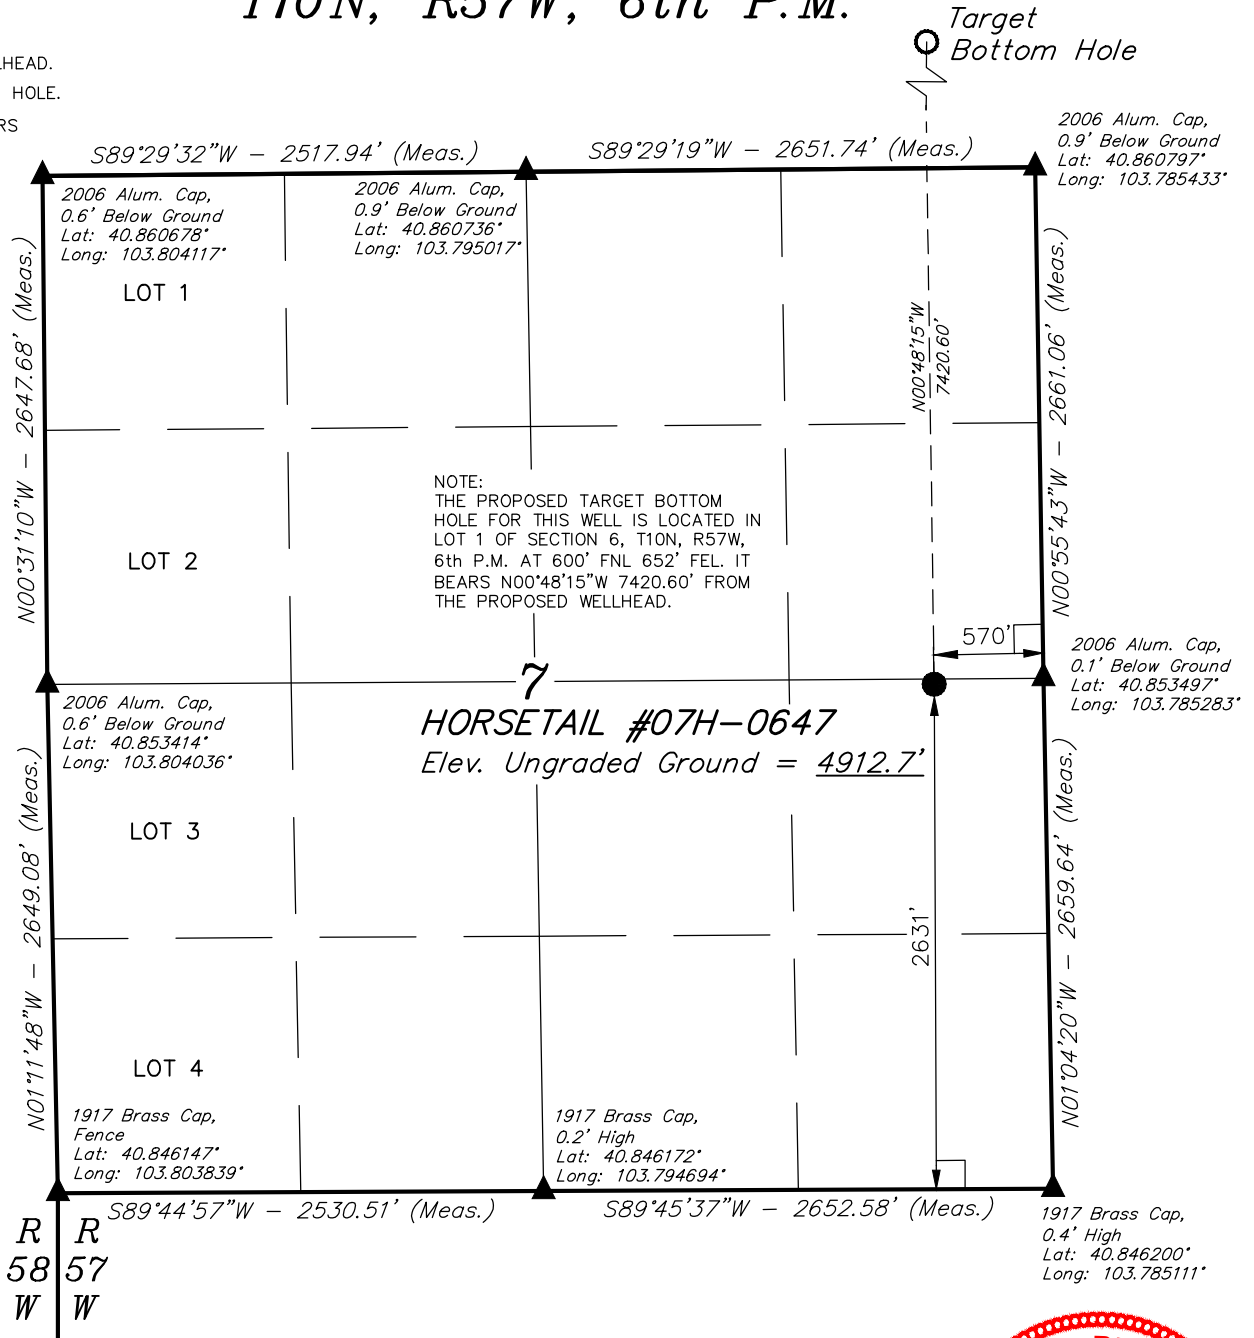 T10N, R57W, 6th P.M.
Target
Bottom Hole
HOLE.
2006 Alum. Cap,
0.9' Below Ground
Lat: 40.860797°
Long: 103.785433°
S89°29'32"W - 2517.94' (Meas.)
S89°29'19"W - 2651.74' (Meas.)
2006 Alum. Cap,
0.6' Below Ground
Lat: 40.860678°
Long: 103.804117°
2006 Alum. Cap,
0.9' Below Ground
Lat: 40.860736°
Long: 103.795017°
LOT 1
N00°31'10"W - 2647.68' (Meas.)
N00°48'15"W
7420.60'
N00°55'43"W - 2661.06' (Meas.)
NOTE:
THE PROPOSED TARGET BOTTOM
HOLE FOR THIS WELL IS LOCATED IN
LOT 1 OF SECTION 6, T10N, R57W,
6th P.M. AT 600' FNL 652' FEL. IT
BEARS N00°48'15"W 7420.60' FROM
THE PROPOSED WELLHEAD.
LOT 2
570'
2006 Alum. Cap,
0.1' Below Ground
Lat: 40.853497°
Long: 103.785283°
7
HORSETAIL #07H-0647
Elev. Ungraded Ground = 4912.7'
2006 Alum. Cap,
0.6' Below Ground
Lat: 40.853414°
Long: 103.804036°
LOT 3
N01°11'48"W - 2649.08' (Meas.)
2631'
N01°04'20"W - 2659.64' (Meas.)
LOT 4
1917 Brass Cap,
Fence
Lat: 40.846147°
Long: 103.803839°
1917 Brass Cap,
0.2' High
Lat: 40.846172°
Long: 103.794694°
S89°44'57"W - 2530.51' (Meas.)
S89°45'37"W - 2652.58' (Meas.)
1917 Brass Cap,
0.4' High
Lat: 40.846200°
Long: 103.785111°
R R
58 57
W W